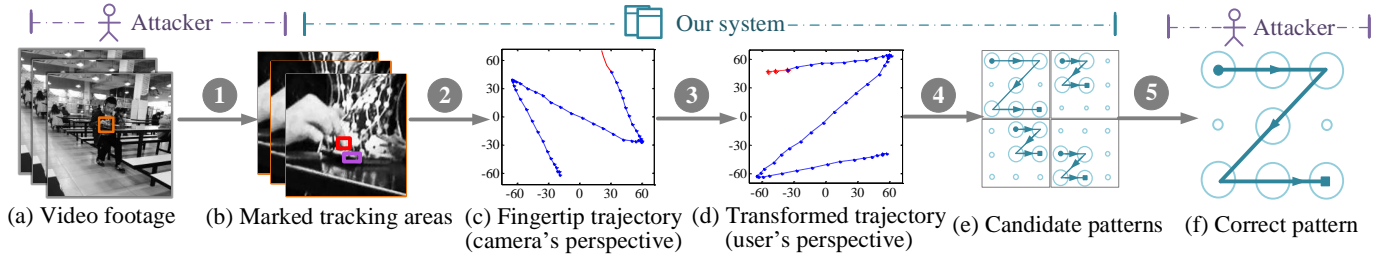 Attacker
Our system
Attacker
1
2
3
4
5
60
30
0
-30
-60
-60 -30 0 30 60
60
30
0
-30
-60
-60 -30 0 30 60
(a) Video footage
(b) Marked tracking areas
(c) Fingertip trajectory
(camera's perspective)
(d) Transformed trajectory
(user's perspective)
(e) Candidate patterns
(f) Correct pattern